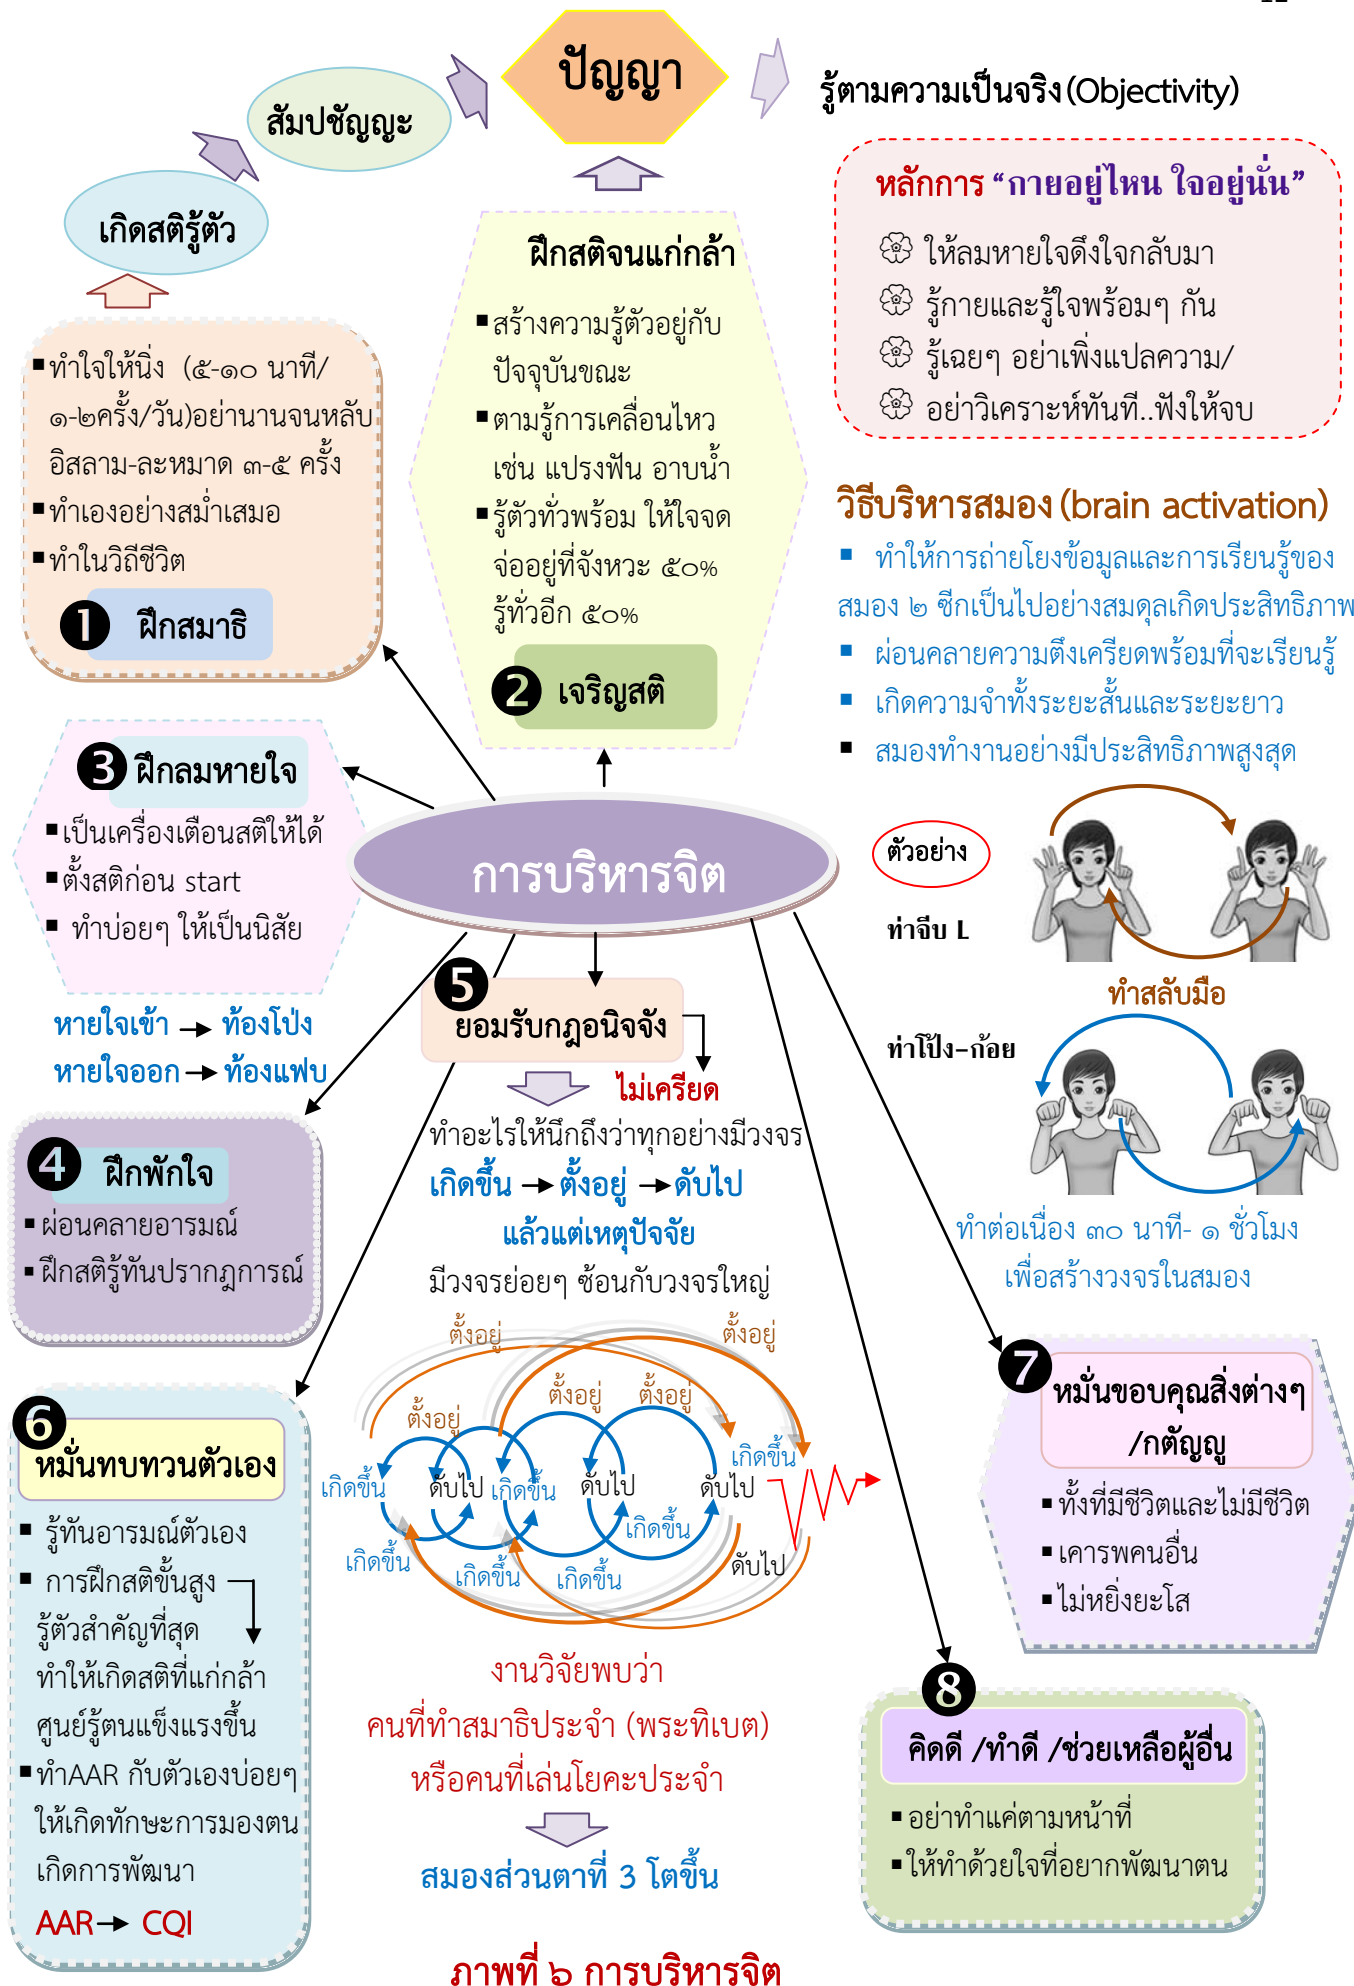 ปัญญา
รู้ตามความเป็นจริง (Objectivity)
สัมปชัญญะ
เกิดสติรู้ตัว
หลักการ “กายอยู่ไหน ใจอยู่นั่น”
ให้ลมหายใจดึงใจกลับมา
รู้กายและรู้ใจพร้อมๆ กัน
รู้เฉยๆ อย่าเพิ่งแปลความ/
อย่าวิเคราะห์ทันที..ฟังให้จบ
ฝึกสติจนแก่กล้า
▪สร้างความรู้ตัวอยู่กับ
ปัจจุบันขณะ
▪ตามรู้การเคลื่อนไหว
เช่น แปรงฟัน อาบน้ำ
▪รู้ตัวทั่วพร้อม ให้ใจจด
จ่ออยู่ที่จังหวะ ๕๐%
รู้ทั่วอีก ๕๐%
❷ เจริญสติ
▪ทำใจให้นิ่ง (๕-๑๐ นาที/
๑-๒ครั้ง/วัน)อย่านานจนหลับ
อิสลาม-ละหมาด ๓-๕ ครั้ง
▪ทำเองอย่างสม่ำเสมอ
▪ทำในวิถีชีวิต
❶ ฝึกสมาธิ
วิธีบริหารสมอง (brain activation)
▪ ทำให้การถ่ายโยงข้อมูลและการเรียนรู้ของ
สมอง ๒ ซีกเป็นไปอย่างสมดุลเกิดประสิทธิภาพ
▪ ผ่อนคลายความตึงเครียดพร้อมที่จะเรียนรู้
▪ เกิดความจำทั้งระยะสั้นและระยะยาว
▪ สมองทำงานอย่างมีประสิทธิภาพสูงสุด
❸ ฝึกลมหายใจ
▪เป็นเครื่องเตือนสติให้ได้
▪ตั้งสติก่อน start
▪ ทำบ่อยๆ ให้เป็นนิสัย
หายใจเข้า → ท้องโป่ง
หายใจออก → ท้องแฟบ
การบริหารจิต
ตัวอย่าง
ท่าจีบ L
ทำสลับมือ
ท่าโป้ง-ก้อย
ทำต่อเนื่อง ๓๐ นาที- ๑ ชั่วโมง
เพื่อสร้างวงจรในสมอง
❹ ฝึกพักใจ
▪ผ่อนคลายอารมณ์
▪ฝึกสติรู้ทันปรากฏการณ์
❺
ยอมรับกฎอนิจจัง
ไม่เครียด
ทำอะไรให้นึกถึงว่าทุกอย่างมีวงจร
เกิดขึ้น → ตั้งอยู่ → ดับไป
แล้วแต่เหตุปัจจัย
มีวงจรย่อยๆ ซ้อนกับวงจรใหญ่
ตั้งอยู่ ตั้งอยู่
ตั้งอยู่ ตั้งอยู่ ตั้งอยู่
เกิดขึ้น
เกิดขึ้น ดับไป เกิดขึ้น ดับไป ดับไป
เกิดขึ้น
เกิดขึ้น เกิดขึ้น เกิดขึ้น ดับไป
งานวิจัยพบว่า
คนที่ทำสมาธิประจำ (พระทิเบต)
หรือคนที่เล่นโยคะประจำ
สมองส่วนตาที่ 3 โตขึ้น
❻
หมั่นทบทวนตัวเอง
▪ รู้ทันอารมณ์ตัวเอง
▪ การฝึกสติขั้นสูง
รู้ตัวสำคัญที่สุด
ทำให้เกิดสติที่แก่กล้า
ศูนย์รู้ตนแข็งแรงขึ้น
▪ทำAAR กับตัวเองบ่อยๆ
ให้เกิดทักษะการมองตน
เกิดการพัฒนา
AAR → CQI
❼
หมั่นขอบคุณสิ่งต่างๆ
/กตัญญู
▪ทั้งที่มีชีวิตและไม่มีชีวิต
▪เคารพคนอื่น
▪ไม่หยิ่งยะโส
❽
คิดดี /ทำดี /ช่วยเหลือผู้อื่น
▪อย่าทำแค่ตามหน้าที่
▪ให้ทำด้วยใจที่อยากพัฒนาตน
ภาพที่ ๖ การบริหารจิต